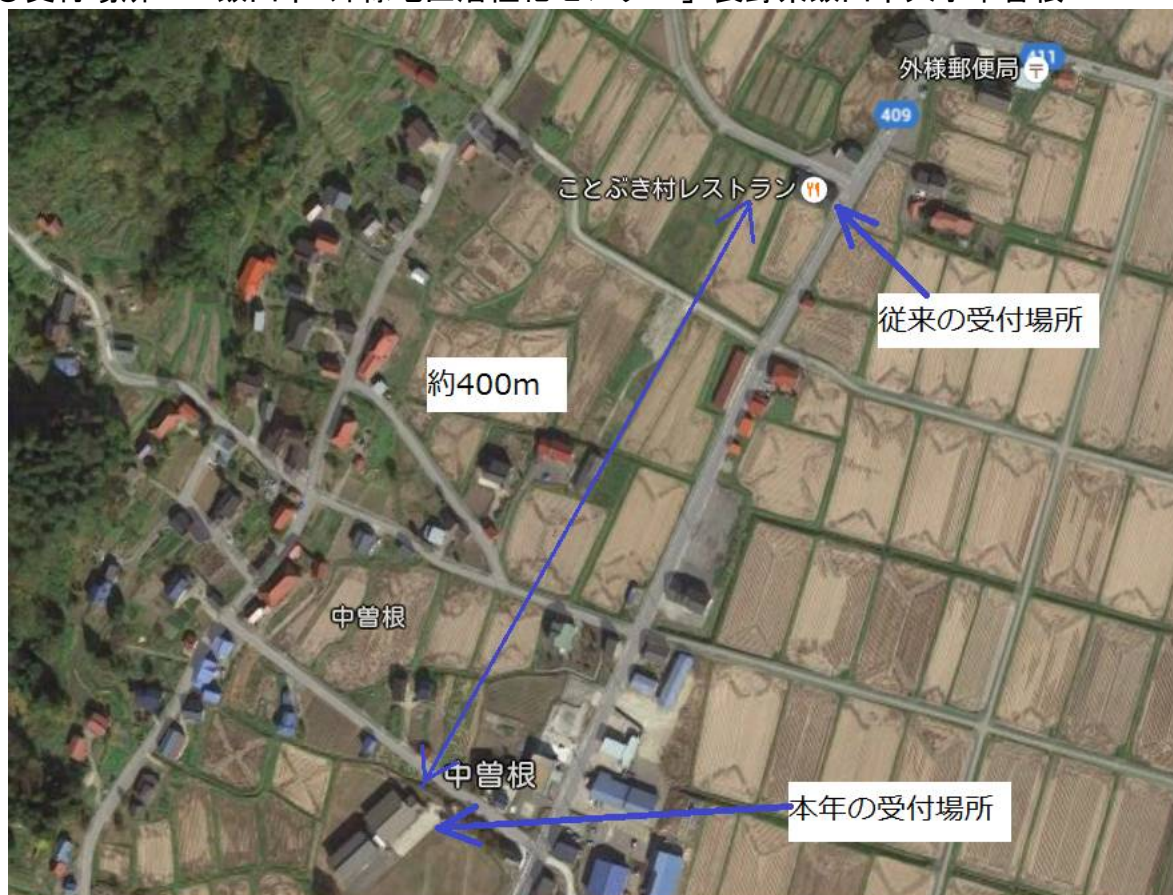 外様郵便局
411
409
ことぶき村レストラン
従来の受付場所
約400m
中曽根
中曽根
本年の受付場所